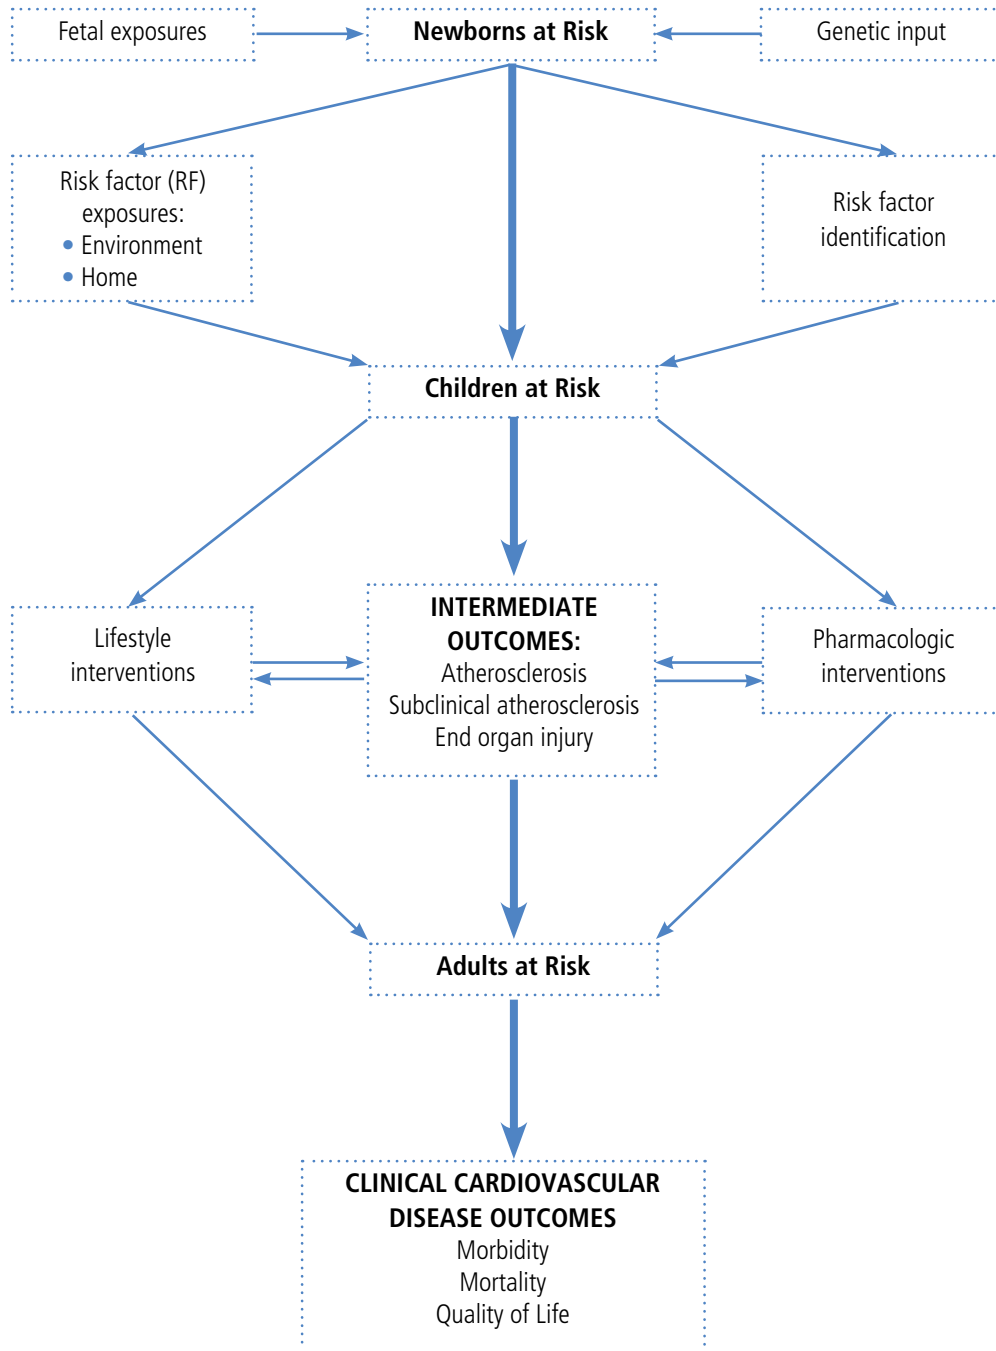 Fetal exposures
Newborns at Risk
Genetic input
Risk factor (RF)
exposures:
• Environment
• Home
Risk factor
identification
Children at Risk
Lifestyle
interventions
INTERMEDIATE
OUTCOMES:
Atherosclerosis
Subclinical atherosclerosis
End organ injury
Pharmacologic
interventions
Adults at Risk
CLINICAL CARDIOVASCULAR
DISEASE OUTCOMES
Morbidity
Mortality
Quality of Life